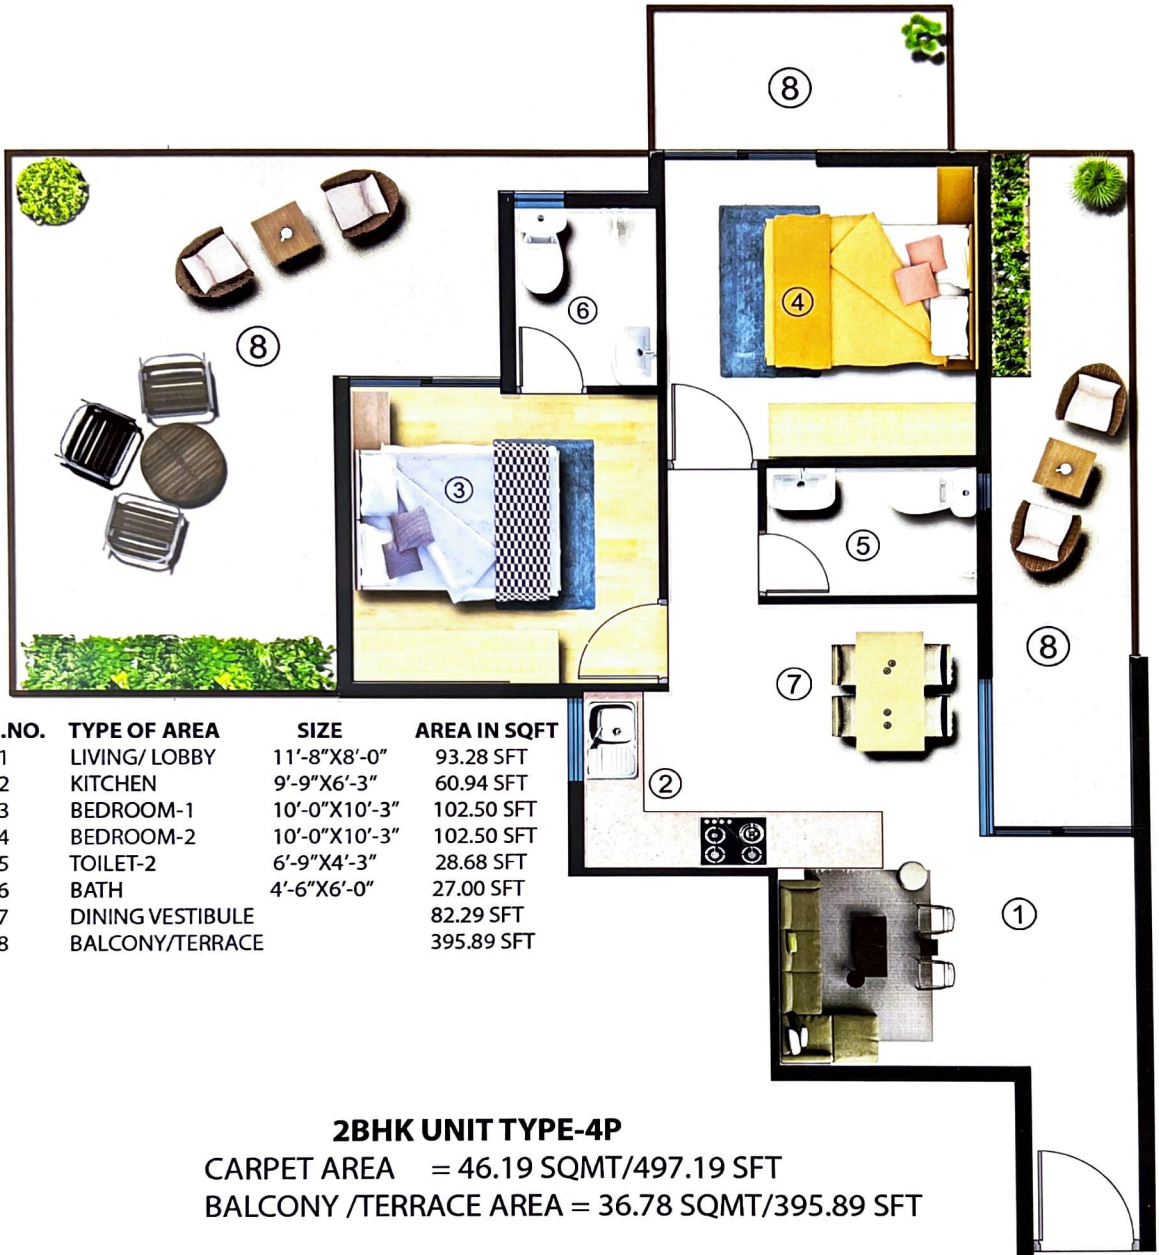 8
8
6
4
3
5
8
7
2
1
.NO. TYPE OF AREA SIZE AREA IN SQFT
1 LIVING/ LOBBY 11'-8"X8'-0" 93.28 SFT
2 KITCHEN 9'-9"X6'-3" 60.94 SFT
3 BEDROOM-1 10'-0"X10'-3" 102.50 SFT
4 BEDROOM-2 10'-0"X10'-3" 102.50 SFT
5 TOILET-2 6'-9"X4'-3" 28.68 SFT
6 BATH 4'-6"X6'-0" 27.00 SFT
7 DINING VESTIBULE 82.29 SFT
8 BALCONY/TERRACE 395.89 SFT
2BHK UNIT TYPE-4P
CARPET AREA = 46.19 SQMT/497.19 SFT
BALCONY /TERRACE AREA = 36.78 SQMT/395.89 SFT